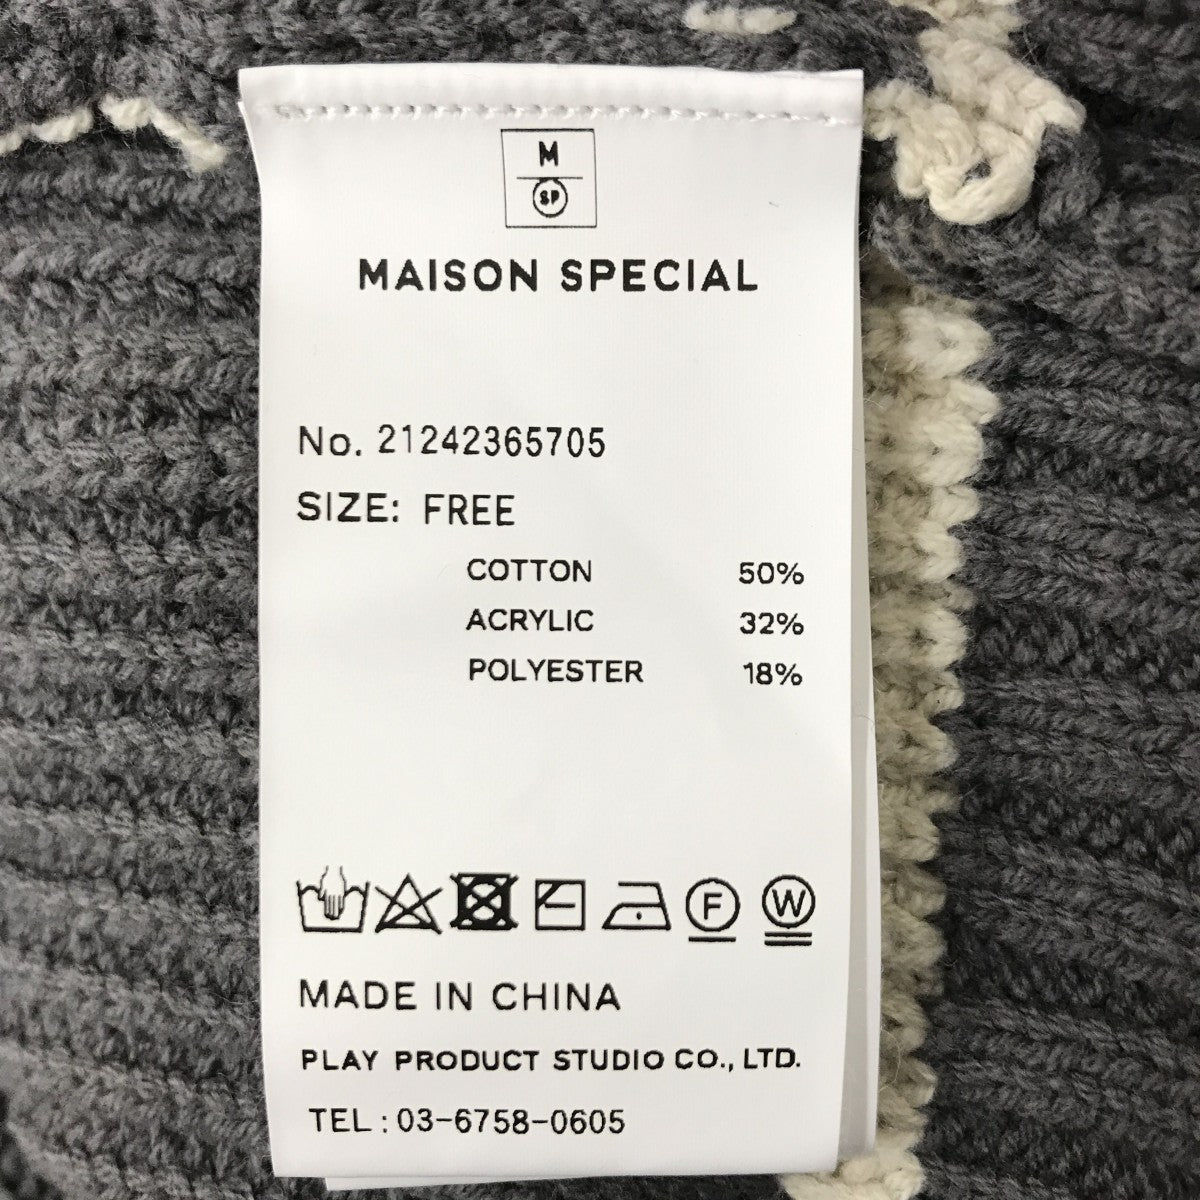 M
SP
MAISON SPECIAL
No. 21242365705
SIZE: FREE
COTTON 50%
ACRYLIC 32%
POLYESTER 18%
F W
MADE IN CHINA
PLAY PRODUCT STUDIO CO., LTD.
TEL : 03-6758-0605